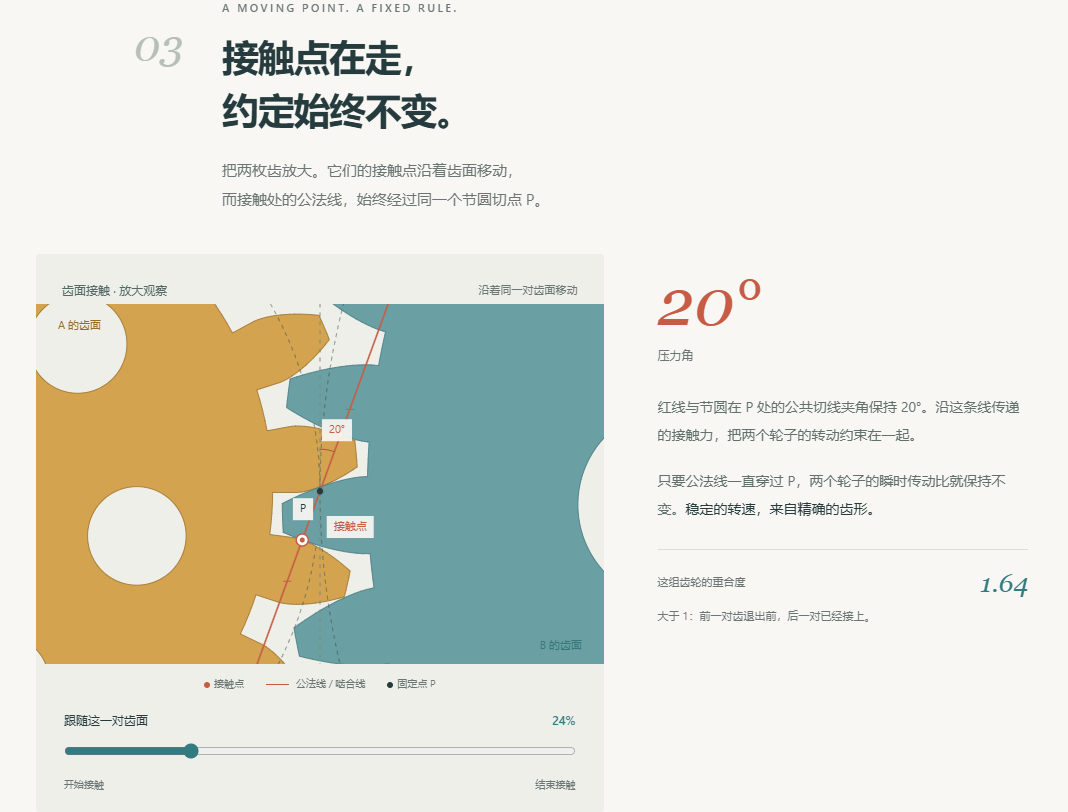 A MOVING POINT. A FIXED RULE.
03
接触点在走，
约定始终不变。
把两枚齿放大。它们的接触点沿着齿面移动，
而接触处的公法线，始终经过同一个节圆切点 P。
齿面接触 · 放大观察
沿着同一对齿面移动
A 的齿面
20°
P
接触点
B 的齿面
接触点
公法线 / 啮合线
固定点 P
跟随这一对齿面
24%
开始接触
结束接触
20°
压力角
红线与节圆在 P 处的公共切线夹角保持 20°。沿这条线传递
的接触力，把两个轮子的转动约束在一起。
只要公法线一直穿过 P，两个轮子的瞬时传动比就保持不
变。稳定的转速，来自精确的齿形。
这组齿轮的重合度
1.64
大于 1：前一对齿退出前，后一对已经接上。